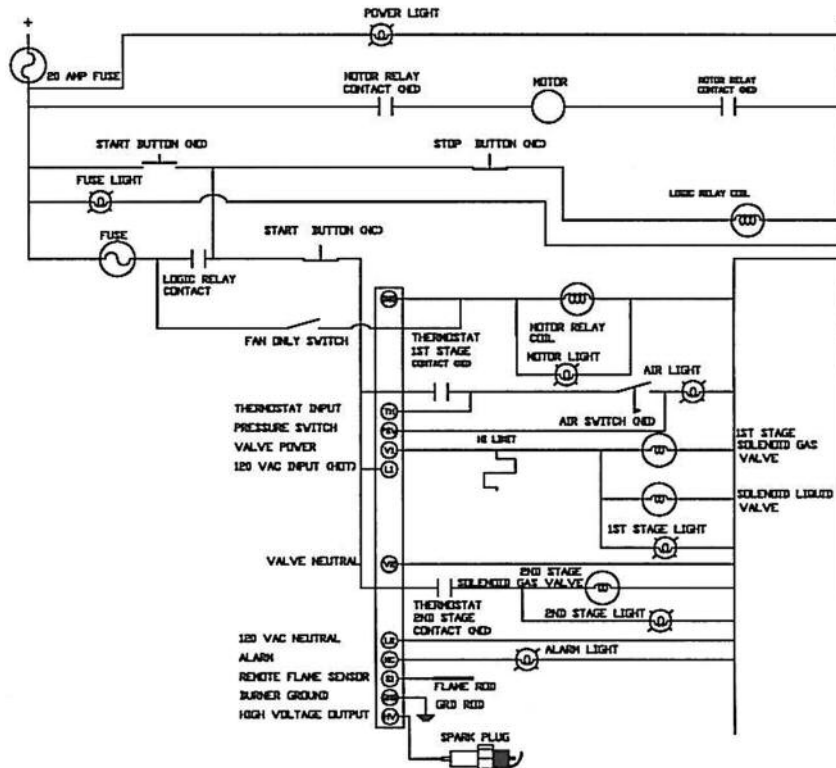 POWER LIGHT
+
20 AMP FUSE
MOTOR RELAY
CONTACT (NO)
MOTOR
MOTOR RELAY
CONTACT (NO)
START BUTTON (NO)
STOP BUTTON (NC)
FUSE LIGHT
LOGIC RELAY COIL
FUSE
START BUTTON (NC)
LOGIC RELAY
CONTACT
FAN ONLY SWITCH
THERMOSTAT
1ST STAGE
CONTACT (NO)
MOTOR RELAY
COIL
MOTOR LIGHT
AIR LIGHT
THERMOSTAT INPUT
AIR SWITCH (NO)
PRESSURE SWITCH
VALVE POWER
HI LIMIT
1ST STAGE
SOLENOID GAS
VALVE
120 VAC INPUT (HOT)
SOLENOID LIQUID
VALVE
1ST STAGE LIGHT
VALVE NEUTRAL
2ND STAGE
SOLENOID GAS VALVE
THERMOSTAT
2ND STAGE
CONTACT (NO)
2ND STAGE LIGHT
120 VAC NEUTRAL
ALARM
ALARM LIGHT
REMOTE FLAME SENSOR
FLAME ROD
BURNER GROUND
GRD ROD
HIGH VOLTAGE OUTPUT
SPARK PLUG